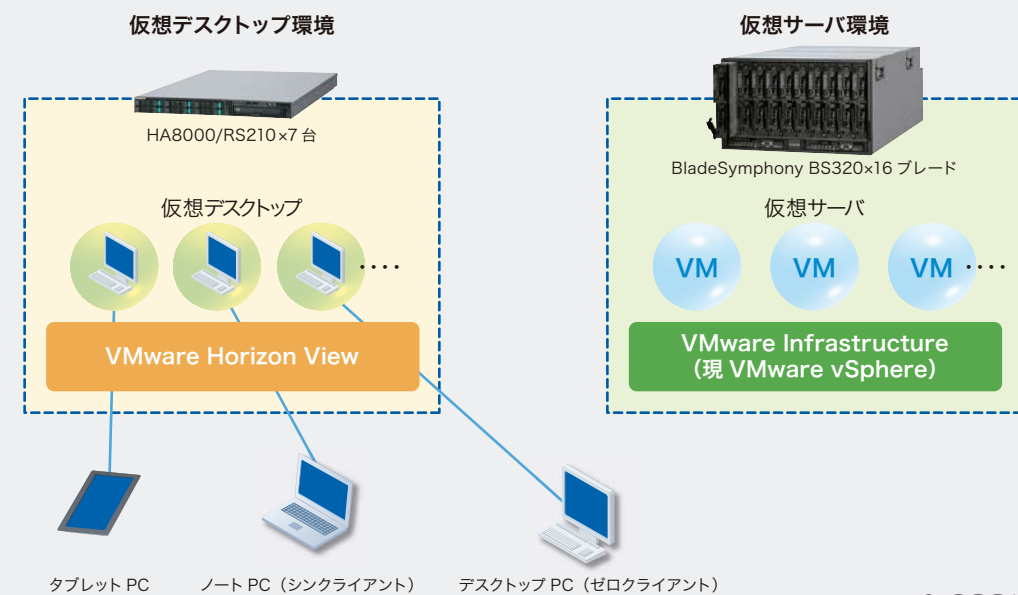 仮想デスクトップ環境
HA8000/RS210×7 台
仮想デスクトップ
‥‥
VMware Horizon View
タブレット PC
ノート PC（シンクライアント）
デスクトップ PC（ゼロクライアント）
仮想サーバ環境
BladeSymphony BS320×16 ブレード
仮想サーバ
VM
VM
VM ‥‥
VMware Infrastructure
（現 VMware vSphere）